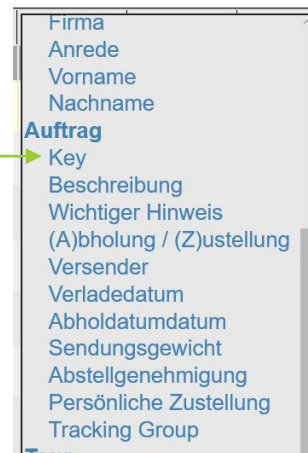 Firma
Anrede
Vorname
Nachname
Auftrag
Key
Beschreibung
Wichtiger Hinweis
(A)bholung / (Z)ustellung
Versender
Verladedatum
Abholdatumdatum
Sendungsgewicht
Abstellgenehmigung
Persönliche Zustellung
Tracking Group